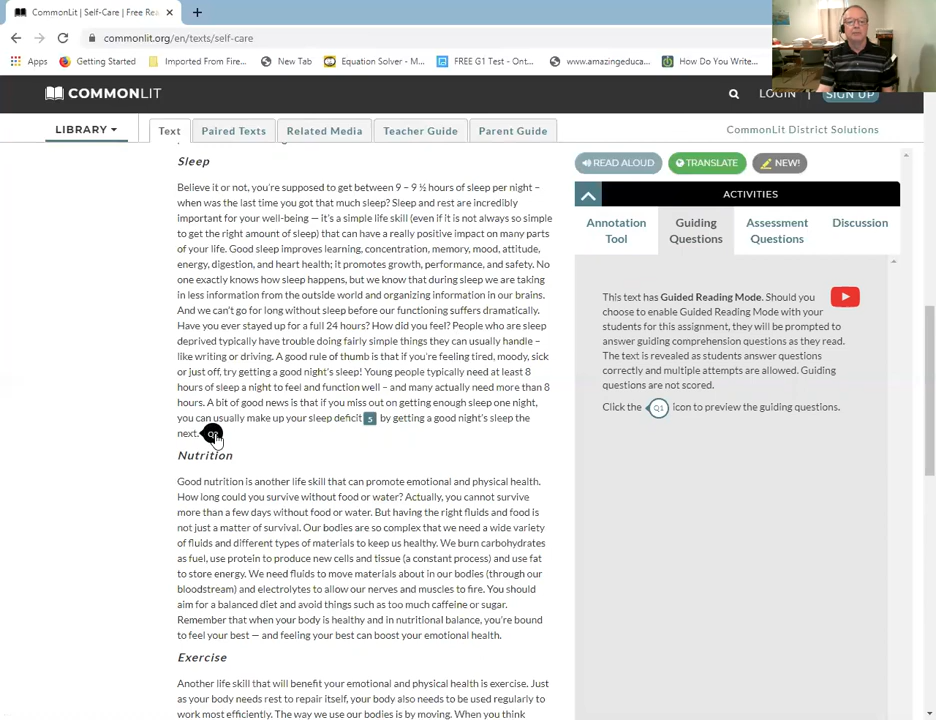 CommonLit | Self-Care | Free Rea
commonlit.org/en/texts/self-care
Apps
Getting Started
Imported From Fire...
New Tab
Equation Solver - M...
FREE G1 Test - Ont...
www.amazingeduca...
How Do You Write...
COMMONLIT
LOGIN
SIGN UP
LIBRARY
Text
Paired Texts
Related Media
Teacher Guide
Parent Guide
CommonLit District Solutions
Sleep
Believe it or not, you're supposed to get between 9 – 9 ½ hours of sleep per night –
when was the last time you got that much sleep? Sleep and rest are incredibly
important for your well-being — it's a simple life skill (even if it is not always so simple
to get the right amount of sleep) that can have a really positive impact on many parts
of your life. Good sleep improves learning, concentration, memory, mood, attitude,
energy, digestion, and heart health; it promotes growth, performance, and safety. No
one exactly knows how sleep happens, but we know that during sleep we are taking
in less information from the outside world and organizing information in our brains.
And we can't go for long without sleep before our functioning suffers dramatically.
Have you ever stayed up for a full 24 hours? How did you feel? People who are sleep
deprived typically have trouble doing fairly simple things they can usually handle –
like writing or driving. A good rule of thumb is that if you're feeling tired, moody, sick
or just off, try getting a good night's sleep! Young people typically need at least 8
hours of sleep a night to feel and function well – and many actually need more than 8
hours. A bit of good news is that if you miss out on getting enough sleep one night,
you can usually make up your sleep deficit 5 by getting a good night's sleep the
next.
Nutrition
Good nutrition is another life skill that can promote emotional and physical health.
How long could you survive without food or water? Actually, you cannot survive
more than a few days without food or water. But having the right fluids and food is
not just a matter of survival. Our bodies are so complex that we need a wide variety
of fluids and different types of materials to keep us healthy. We burn carbohydrates
as fuel, use protein to produce new cells and tissue (a constant process) and use fat
to store energy. We need fluids to move materials about in our bodies (through our
bloodstream) and electrolytes to allow our nerves and muscles to fire. You should
aim for a balanced diet and avoid things such as too much caffeine or sugar.
Remember that when your body is healthy and in nutritional balance, you're bound
to feel your best — and feeling your best can boost your emotional health.
Exercise
Another life skill that will benefit your emotional and physical health is exercise. Just
as your body needs rest to repair itself, your body also needs to be used regularly to
work most efficiently. The way we use our bodies is by moving. When you think
READ ALOUD
TRANSLATE
NEW!
ACTIVITIES
Annotation Tool
Guiding Questions
Assessment Questions
Discussion
This text has Guided Reading Mode. Should you
choose to enable Guided Reading Mode with your
students for this assignment, they will be prompted to
answer guiding comprehension questions as they read.
The text is revealed as students answer questions
correctly and multiple attempts are allowed. Guiding
questions are not scored.
Click the Q1 icon to preview the guiding questions.